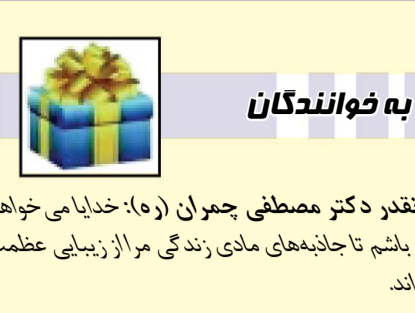 به خوانندگان
نقدر دکتر مصطفی چمران (ره): خدایا می خواه
باشم تا جاذبه‌های مادی زندگی مرا از زیبایی عظمت
اند.